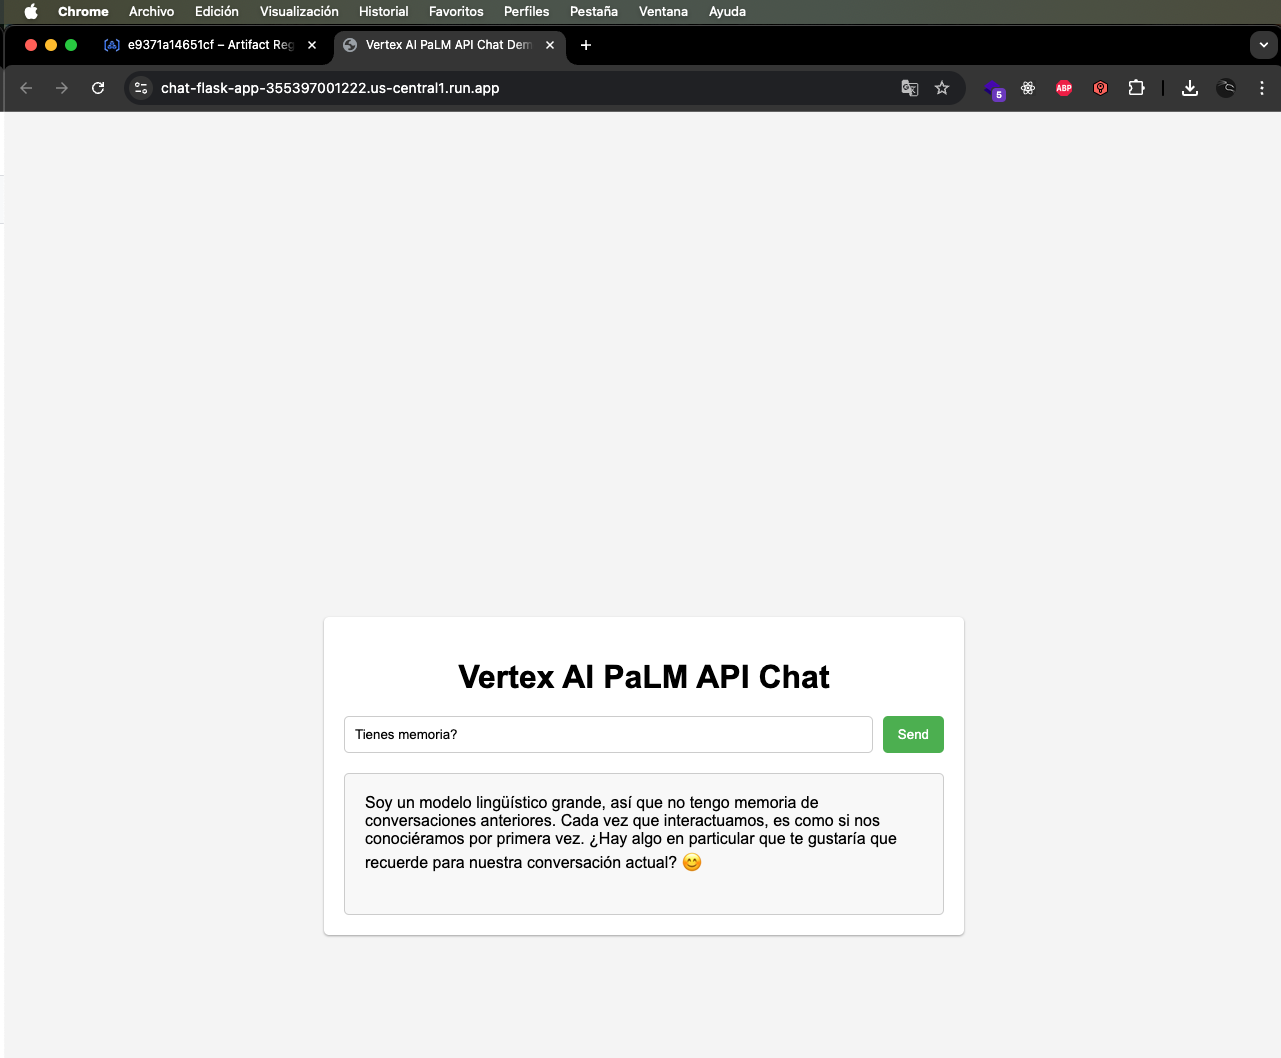 Chrome Archivo Edición Visualización Historial Favoritos Perfiles Pestaña Ventana Ayuda
e9371a14651cf – Artifact Reg
Vertex AI PaLM API Chat Dem
chat-flask-app-355397001222.us-central1.run.app
5
ABP
Vertex AI PaLM API Chat
Tienes memoria?
Send
Soy un modelo lingüístico grande, así que no tengo memoria de
conversaciones anteriores. Cada vez que interactuamos, es como si nos
conociéramos por primera vez. ¿Hay algo en particular que te gustaría que
recuerde para nuestra conversación actual? 😊